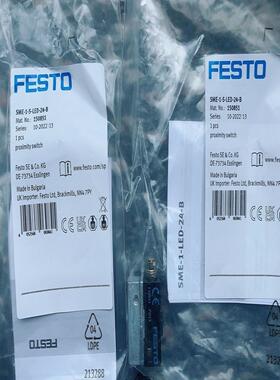 FESTO
SME-1-S-LED-24-B
Mat. No.: 150851
Series: 10-2022 13
1 pcs
proximity switch
Festo SE & Co. KG
DE-73734 Esslingen
www.festo.com/sp
Made in Bulgaria
UK Importer: Festo Ltd, Brackmills, NN4 7PY
04
LDPE
213288
SME-1-LED-24-B
FESTO
FESTO
SME-1-S-LED-24-B
Mat. No.: 150851
Series: 10-2022 13
1 pcs
proximity switch
Festo SE & Co. KG
DE-73734 Esslingen
Made in Bulgaria
UK Importer: Festo Ltd, Brackmills, NN4 7PY
04
LDPE